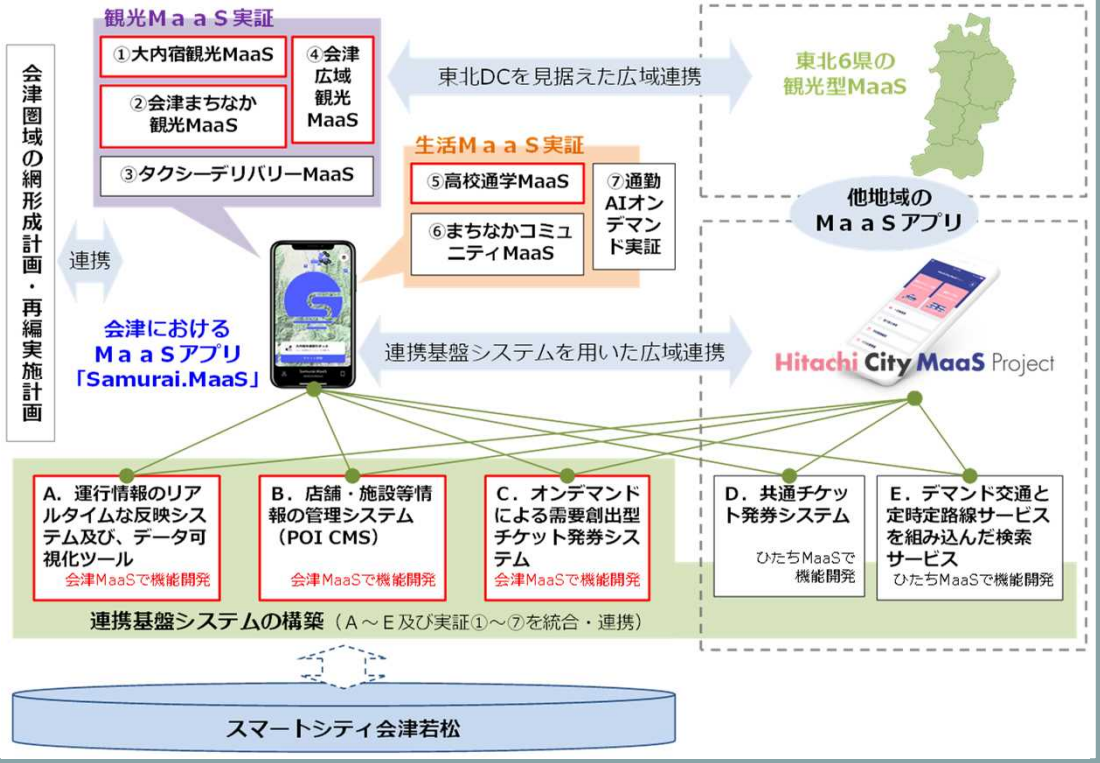 観光ＭａａＳ実証
①大内宿観光MaaS
②会津まちなか
観光MaaS
④会津
広域
観光
MaaS
③タクシーデリバリーMaaS
東北DCを見据えた広域連携
東北6県の
観光型MaaS
会津圏域の網形成計画・再編実施計画
連携
生活ＭａａＳ実証
⑤高校通学MaaS
⑥まちなかコミュ
ニティMaaS
⑦通勤
AIオン
デマン
ド実証
他地域の
ＭａａＳアプリ
会津における
ＭａａＳアプリ
「Samurai.MaaS」
連携基盤システムを用いた広域連携
Hitachi City MaaS Project
A．運行情報のリア
ルタイムな反映シス
テム及び、データ可
視化ツール
会津MaaSで機能開発
B．店舗・施設等情
報の管理システム
（POI CMS）
会津MaaSで機能開発
C．オンデマンド
による需要創出型
チケット発券シス
テム
会津MaaSで機能開発
D．共通チケッ
ト発券システム
ひたちMaaSで
機能開発
E．デマンド交通と
定時定路線サービス
を組み込んだ検索
サービス
ひたちMaaSで機能開発
連携基盤システムの構築（A～E及び実証①～⑦を統合・連携）
スマートシティ会津若松